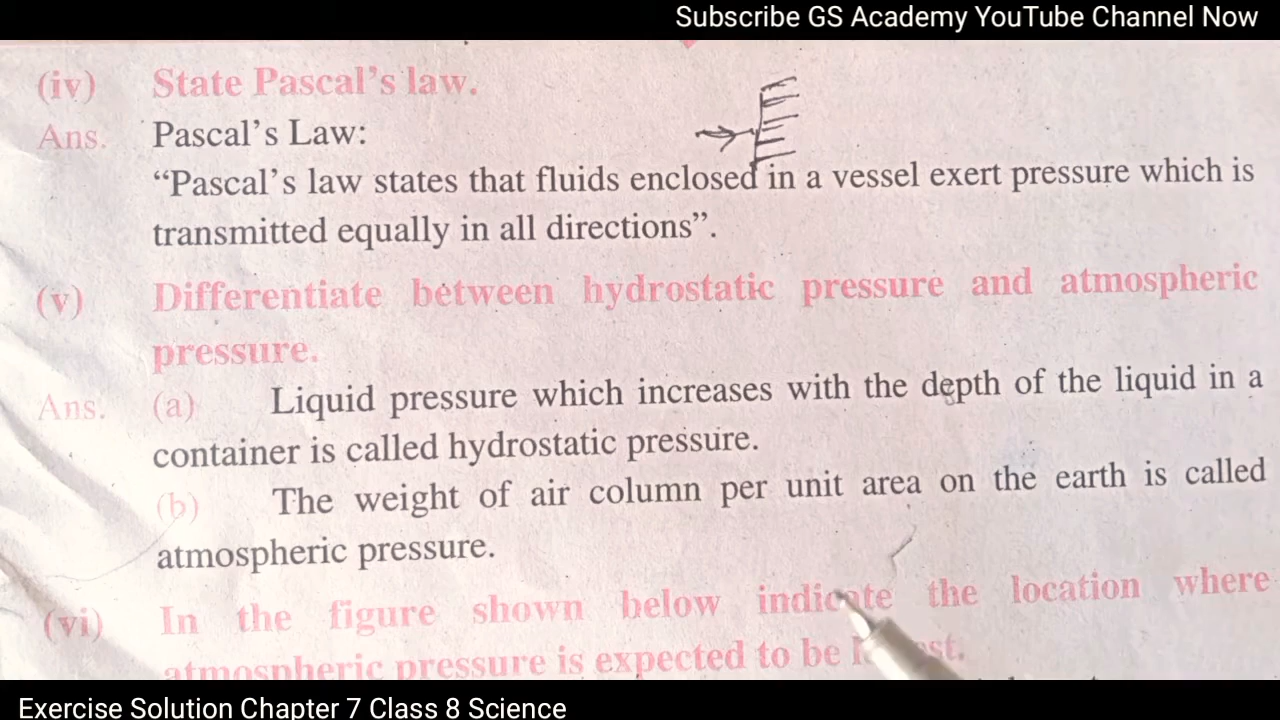 Subscribe GS Academy YouTube Channel Now
(iv) State Pascal's law.
Ans. Pascal's Law:
“Pascal's law states that fluids enclosed in a vessel exert pressure which is
transmitted equally in all directions”.
(v) Differentiate between hydrostatic pressure and atmospheric
pressure.
Ans. (a) Liquid pressure which increases with the depth of the liquid in a
container is called hydrostatic pressure.
(b) The weight of air column per unit area on the earth is called
atmospheric pressure.
(vi) In the figure shown below indicate the location where
atmospheric pressure is expected to be
Exercise Solution Chapter 7 Class 8 Science